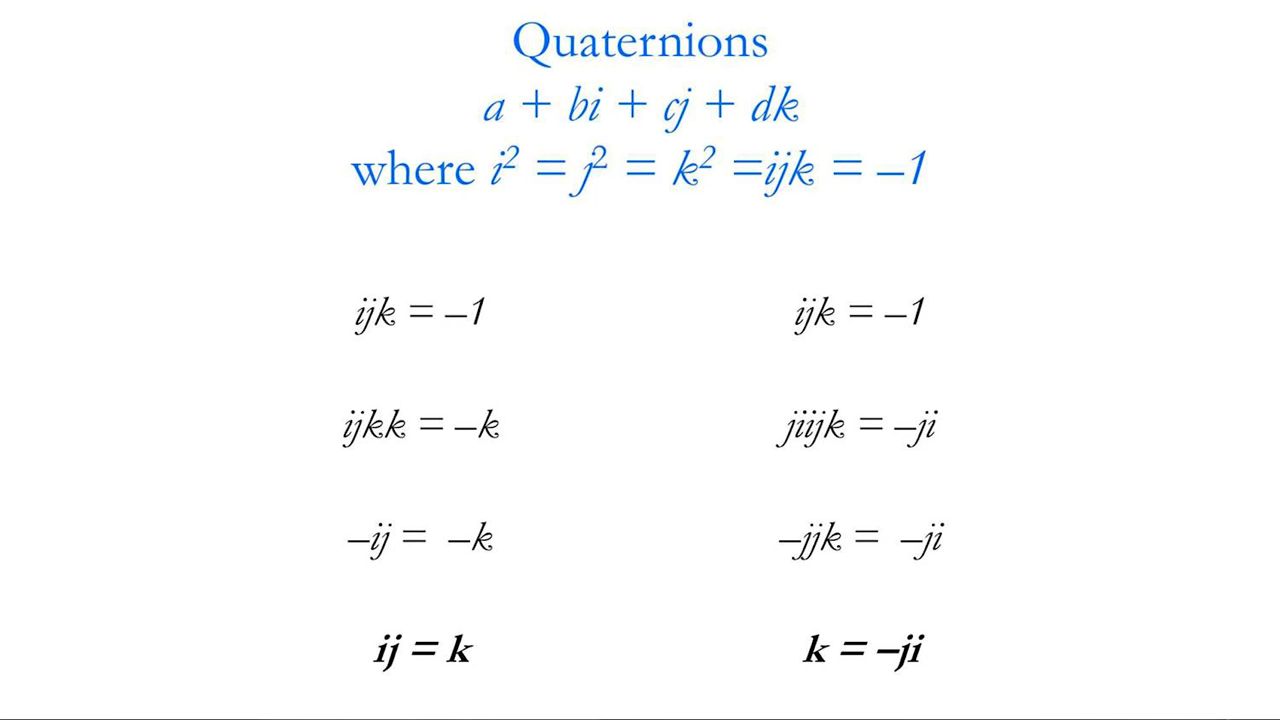 Quaternions
a + bi + cj + dk
where i² = j² = k² =ijk = –1
ijk = –1
ijkk = –k
–ij = –k
ij = k
ijk = –1
jiijk = –ji
–jjk = –ji
k = –ji